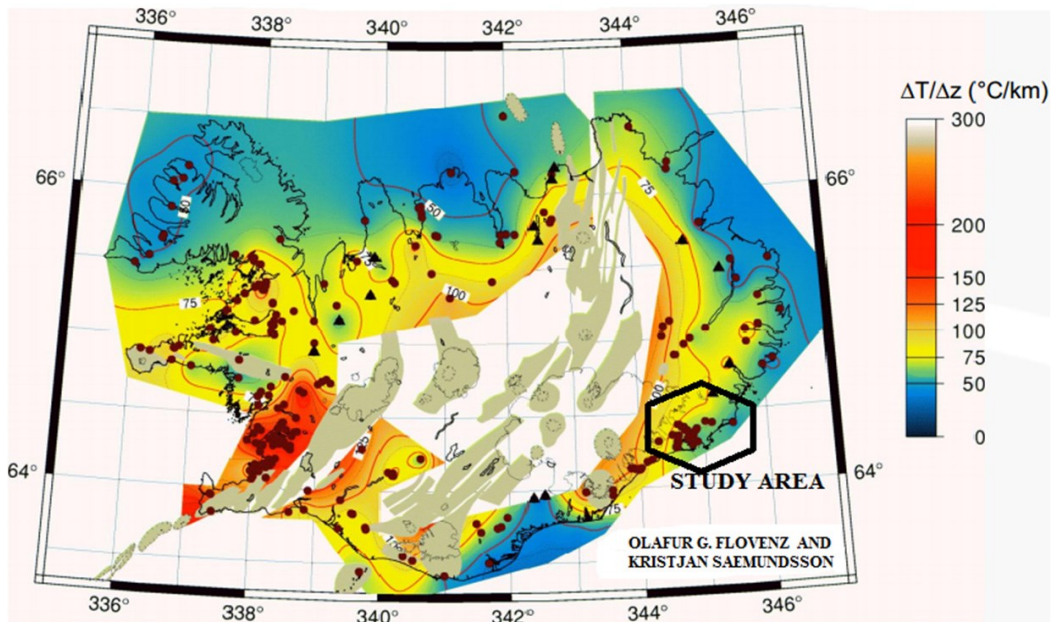 336° 338° 340° 342° 344° 346°
ΔT/Δz (°C/km)
300
66° 66°
50
75
50
200
75
100
150
125
100
75
50
0
64° 64°
STUDY AREA
75
OLAFUR G. FLOVENZ AND
KRISTJAN SAEMUNDSSON
336° 338° 340° 342° 344° 346°